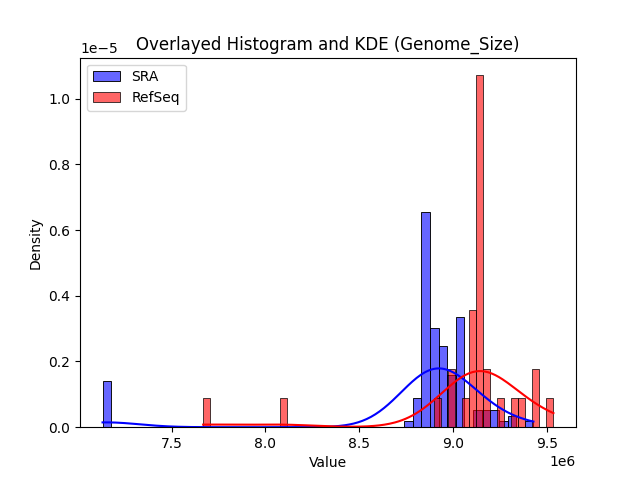 Overlayed Histogram and KDE (Genome_Size)
1e−5
SRA
RefSeq
1.0
0.8
0.6
0.4
0.2
0.0
Density
7.5
8.0
8.5
9.0
9.5
1e6
Value